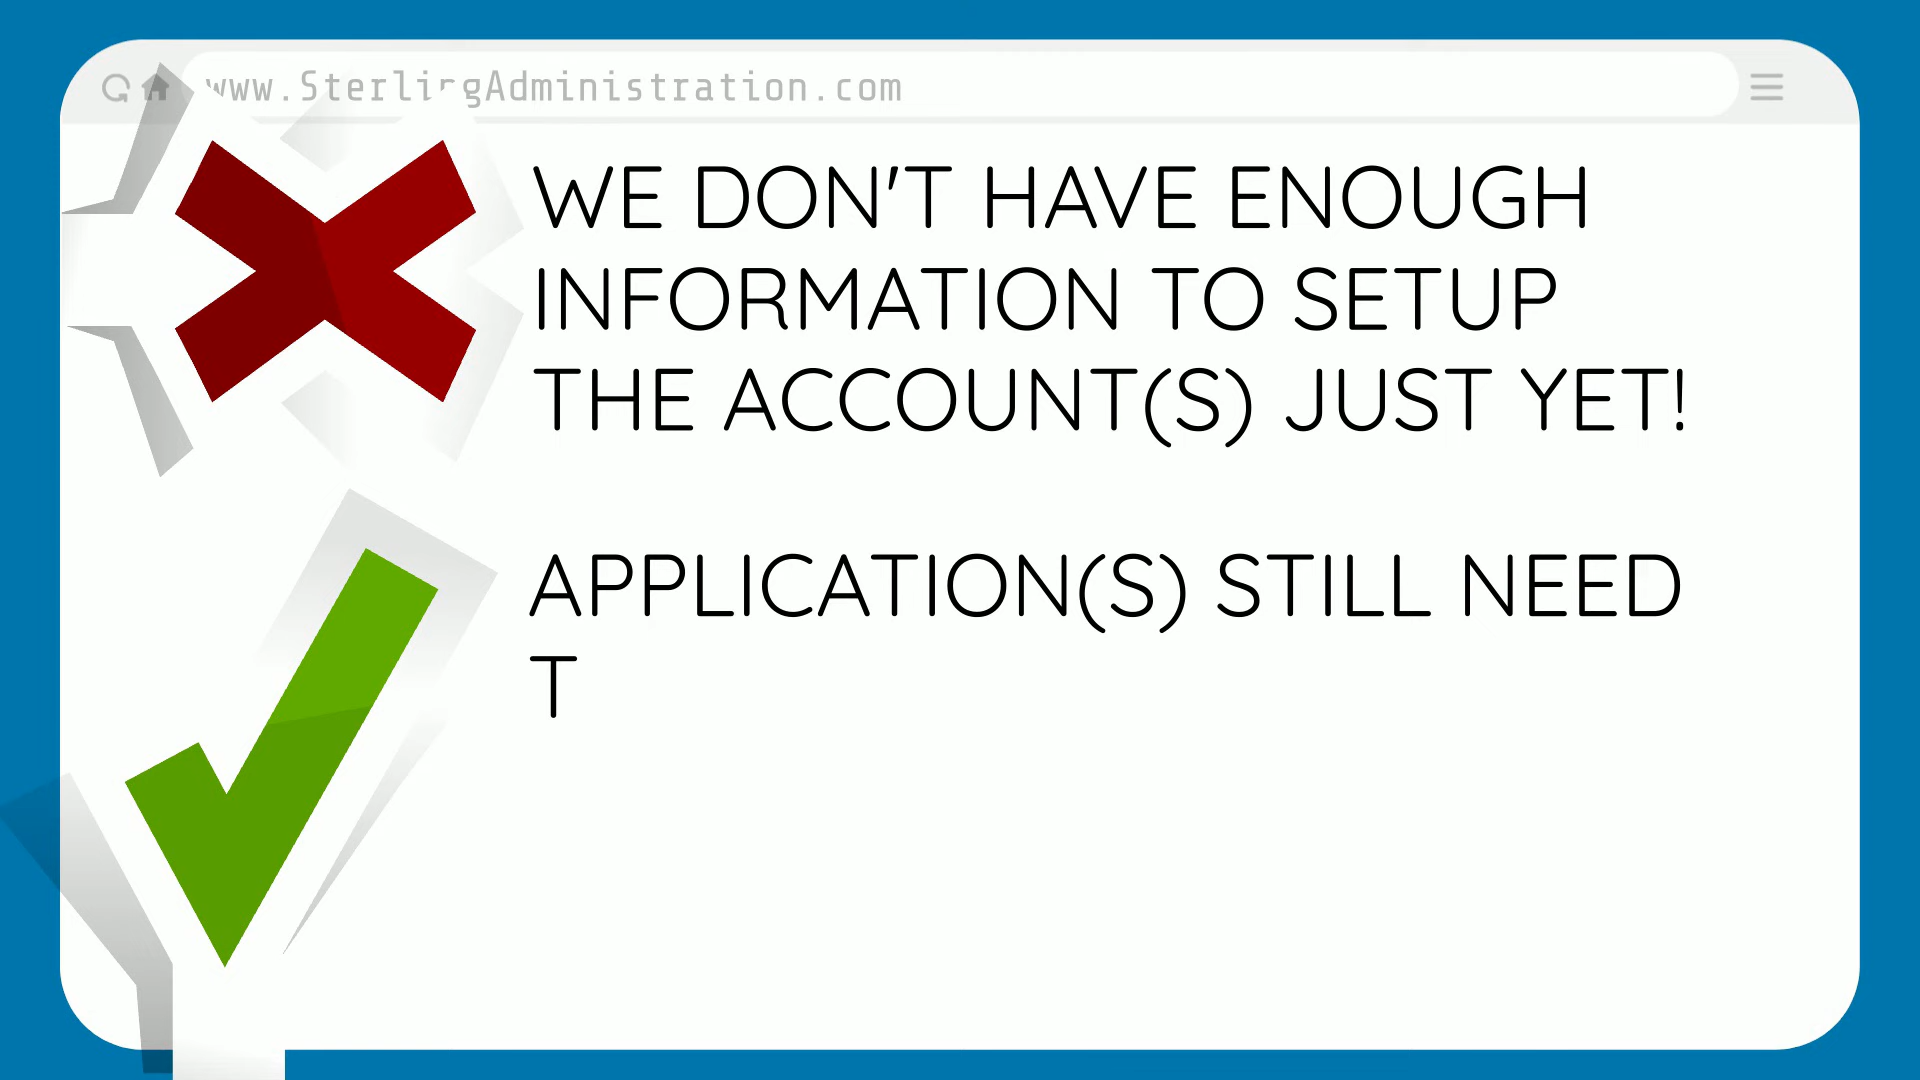 www.SterlingAdministration.com
WE DON'T HAVE ENOUGH
INFORMATION TO SETUP
THE ACCOUNT(S) JUST YET!
APPLICATION(S) STILL NEED
T